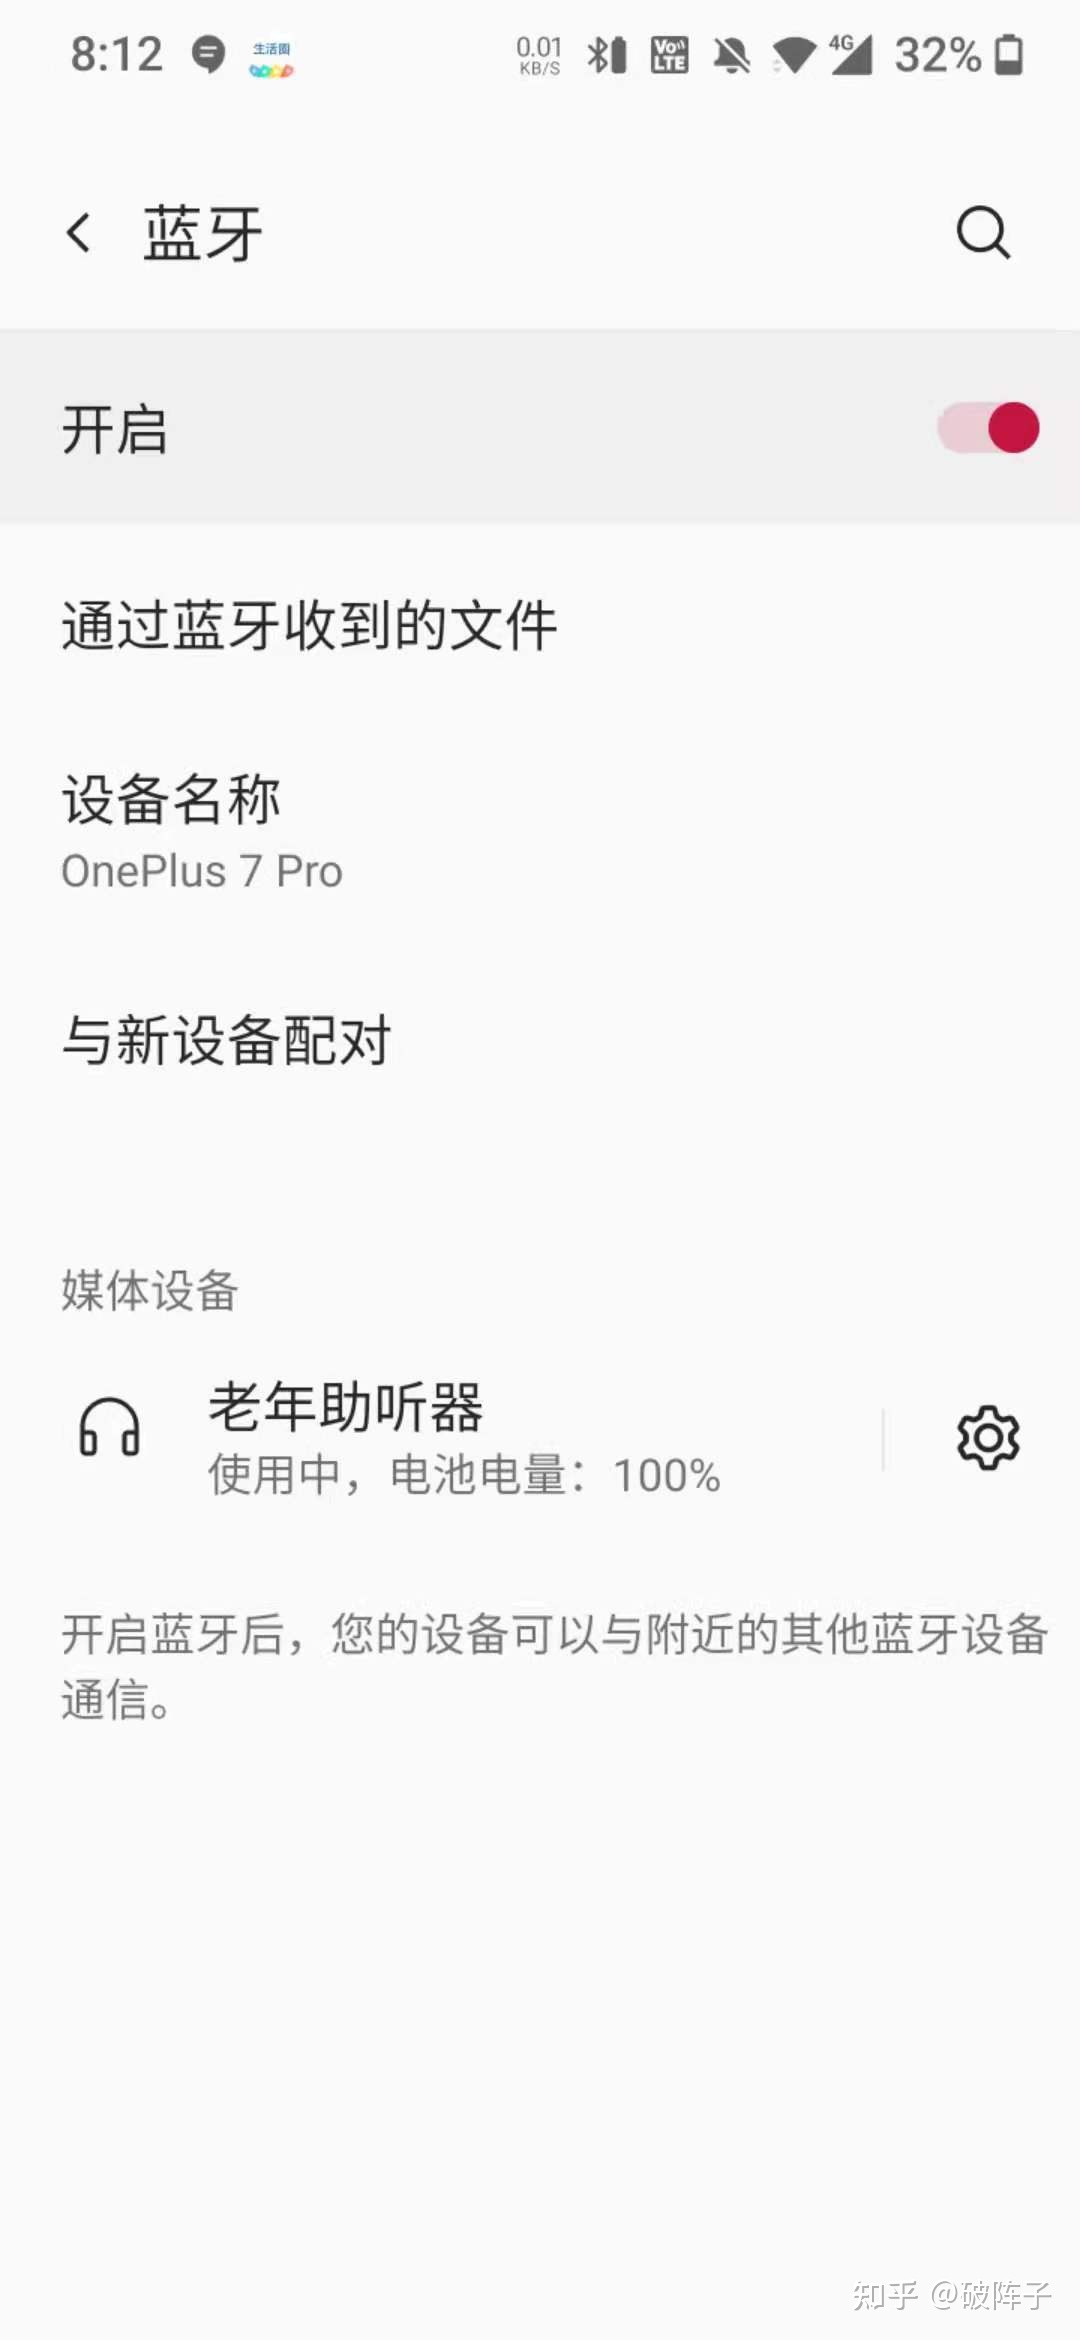 8:12 生活圈 0.01 KB/S VoLTE 4G 32%
蓝牙
开启
通过蓝牙收到的文件
设备名称
OnePlus 7 Pro
与新设备配对
媒体设备
老年助听器
使用中，电池电量：100%
开启蓝牙后，您的设备可以与附近的其他蓝牙设备
通信。
知乎 @破阵子